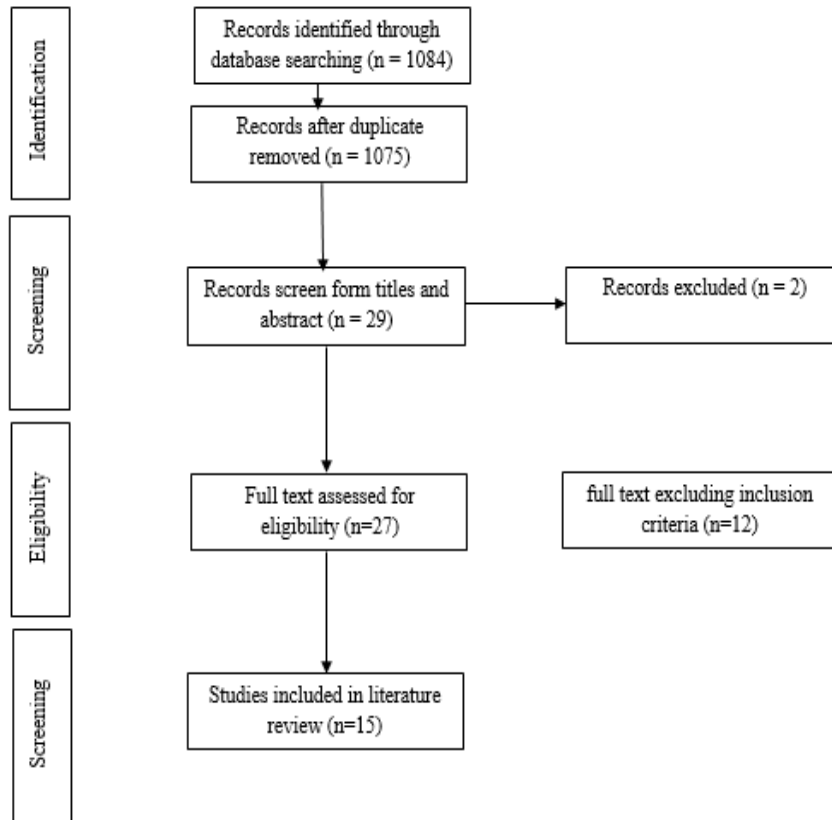 Identification
Records identified through
database searching (n = 1084)
Records after duplicate
removed (n = 1075)
Screening
Records screen form titles and
abstract (n = 29)
Records excluded (n = 2)
Eligibility
Full text assessed for
eligibility (n=27)
full text excluding inclusion
criteria (n=12)
Screening
Studies included in literature
review (n=15)